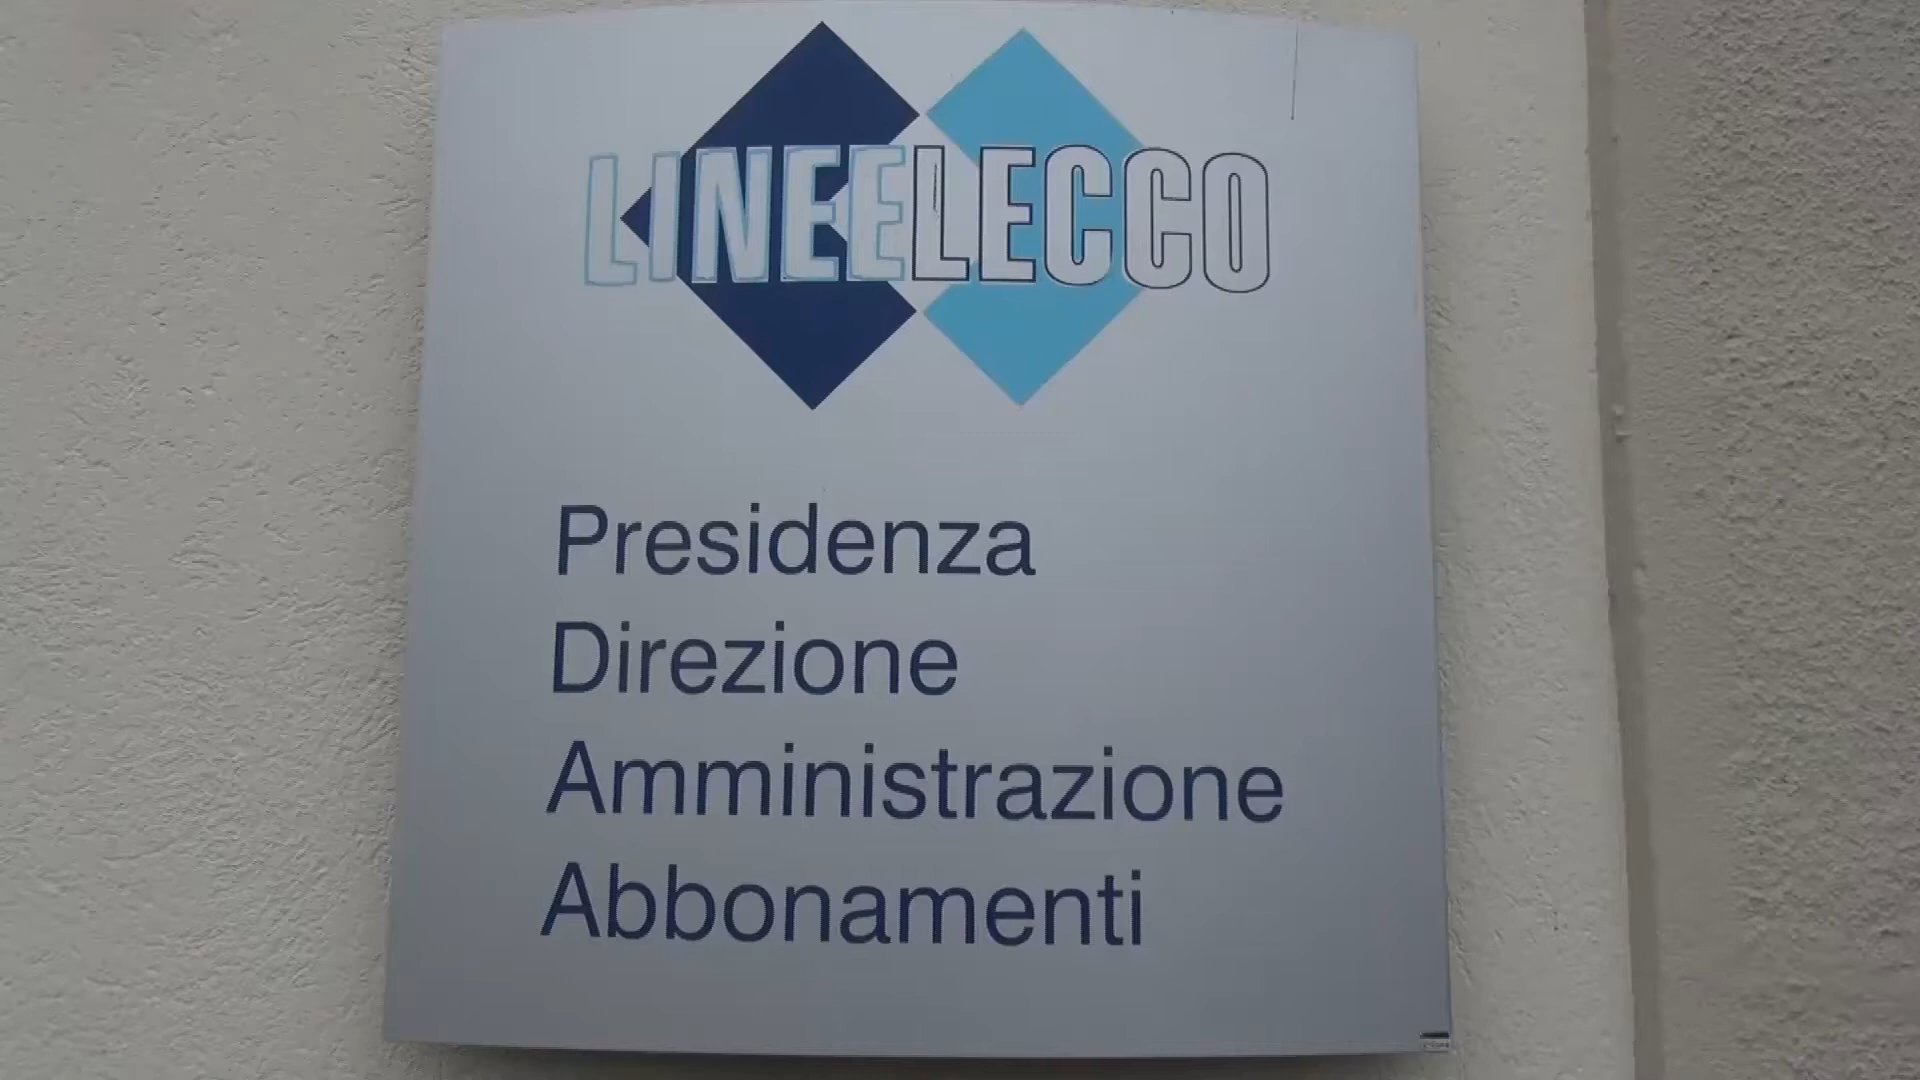 LINEELECCO
Presidenza
Direzione
Amministrazione
Abbonamenti